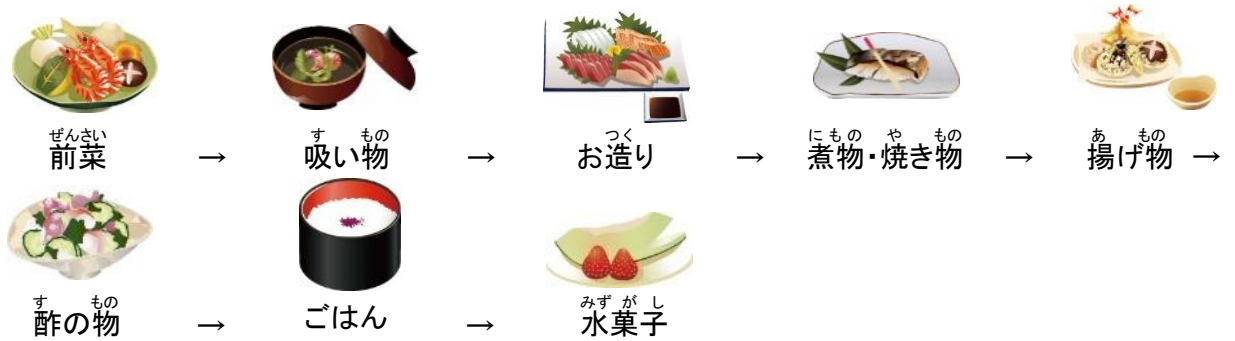 ぜんさい す もの つく にもの や もの あ もの
前菜 → 吸い物 → お造り → 煮物・焼き物 → 揚げ物 →
す もの みず が し
酢の物 → ごはん → 水菓子